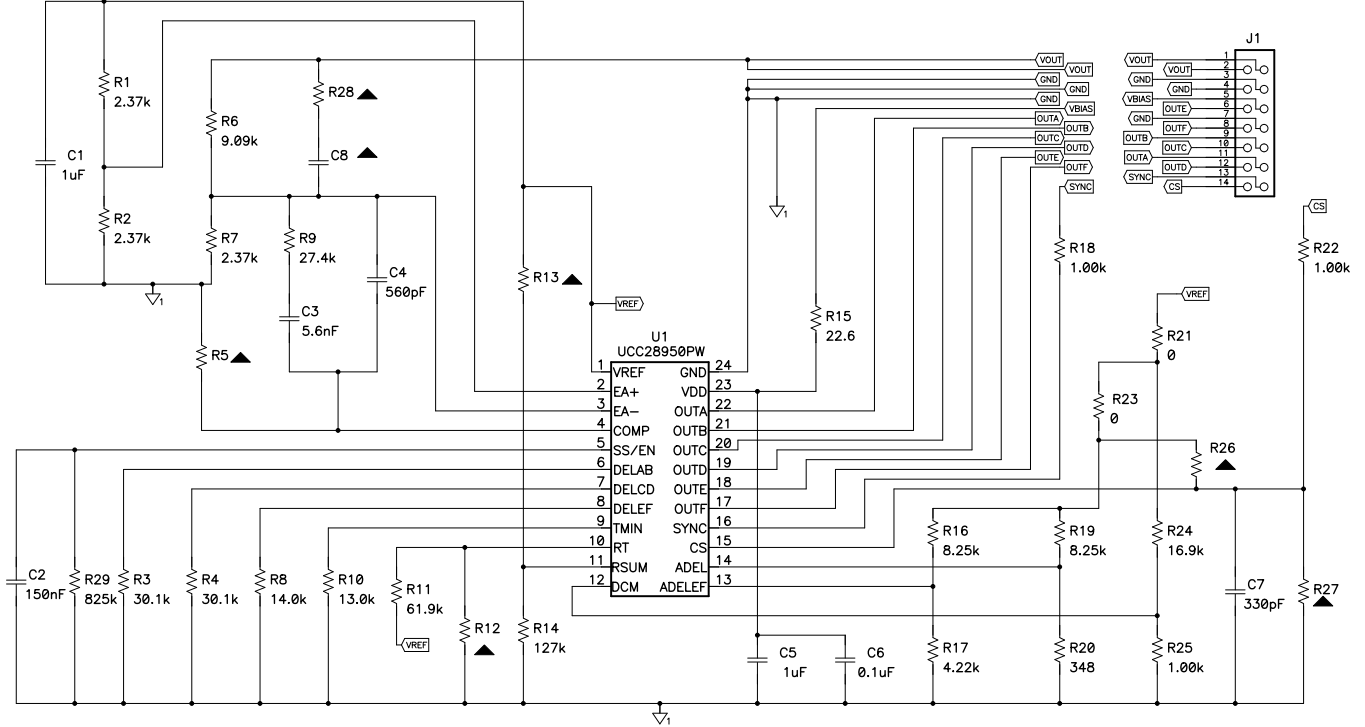 J1
VOUT VOUT 1
VOUT VOUT 2
GND GND 3
GND GND 4
GND VBIAS 5
VBIAS OUTE 6
OUTA GND 7
OUTB OUTF 8
OUTC OUTB 9
OUTD OUTC 10
OUTE OUTA 11
OUTF OUTD 12
SYNC 13
SYNC CS 14
CS
R1
2.37k
R28
R6
9.09k
C1
1uF
C8
R2
2.37k
R7
2.37k
R9
27.4k
C4
560pF
C3
5.6nF
1
R5
R13
VREF
1
R18
1.00k
R22
1.00k
R15
22.6
VREF
R21
0
R23
0
R26
U1
UCC28950PW
1 VREF GND 24
2 EA+ VDD 23
3 EA- OUTA 22
4 COMP OUTB 21
5 SS/EN OUTC 20
6 DELAB OUTD 19
7 DELCD OUTE 18
8 DELEF OUTF 17
9 TMIN SYNC 16
10 RT CS 15
11 RSUM ADEL 14
12 DCM ADELEF 13
R16
8.25k
R19
8.25k
R24
16.9k
C2
150nF
R29
825k
R3
30.1k
R4
30.1k
R8
14.0k
R10
13.0k
R11
61.9k
VREF
R12
R14
127k
C5
1uF
C6
0.1uF
R17
4.22k
R20
348
R25
1.00k
C7
330pF
R27
1